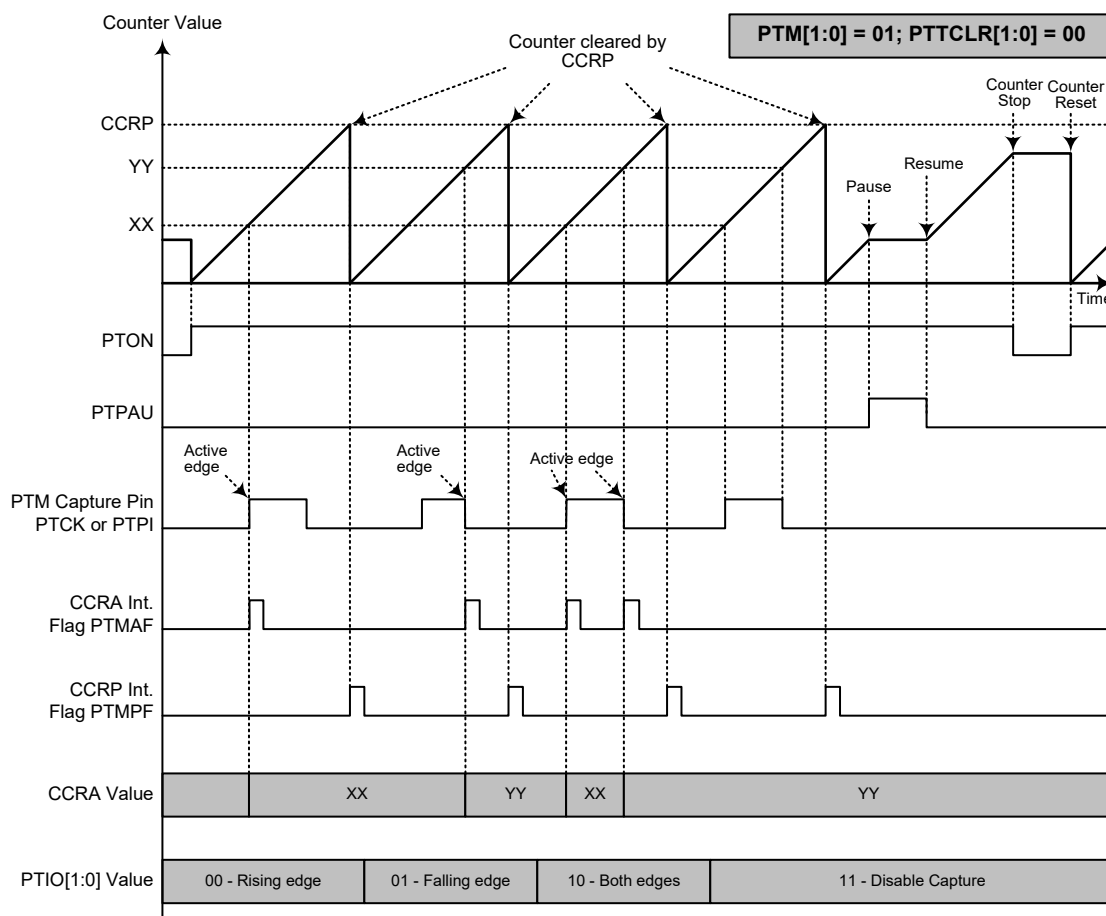 Counter Value
PTM[1:0] = 01; PTTCLR[1:0] = 00
Counter cleared by
CCRP
Counter
Stop
Counter
Reset
CCRP
YY
Resume
Pause
XX
Time
PTON
PTPAU
Active
edge
Active
edge
Active edge
PTM Capture Pin
PTCK or PTPI
CCRA Int.
Flag PTMAF
CCRP Int.
Flag PTMPF
CCRA Value
XX
YY
XX
YY
PTIO[1:0] Value
00 - Rising edge
01 - Falling edge
10 - Both edges
11 - Disable Capture